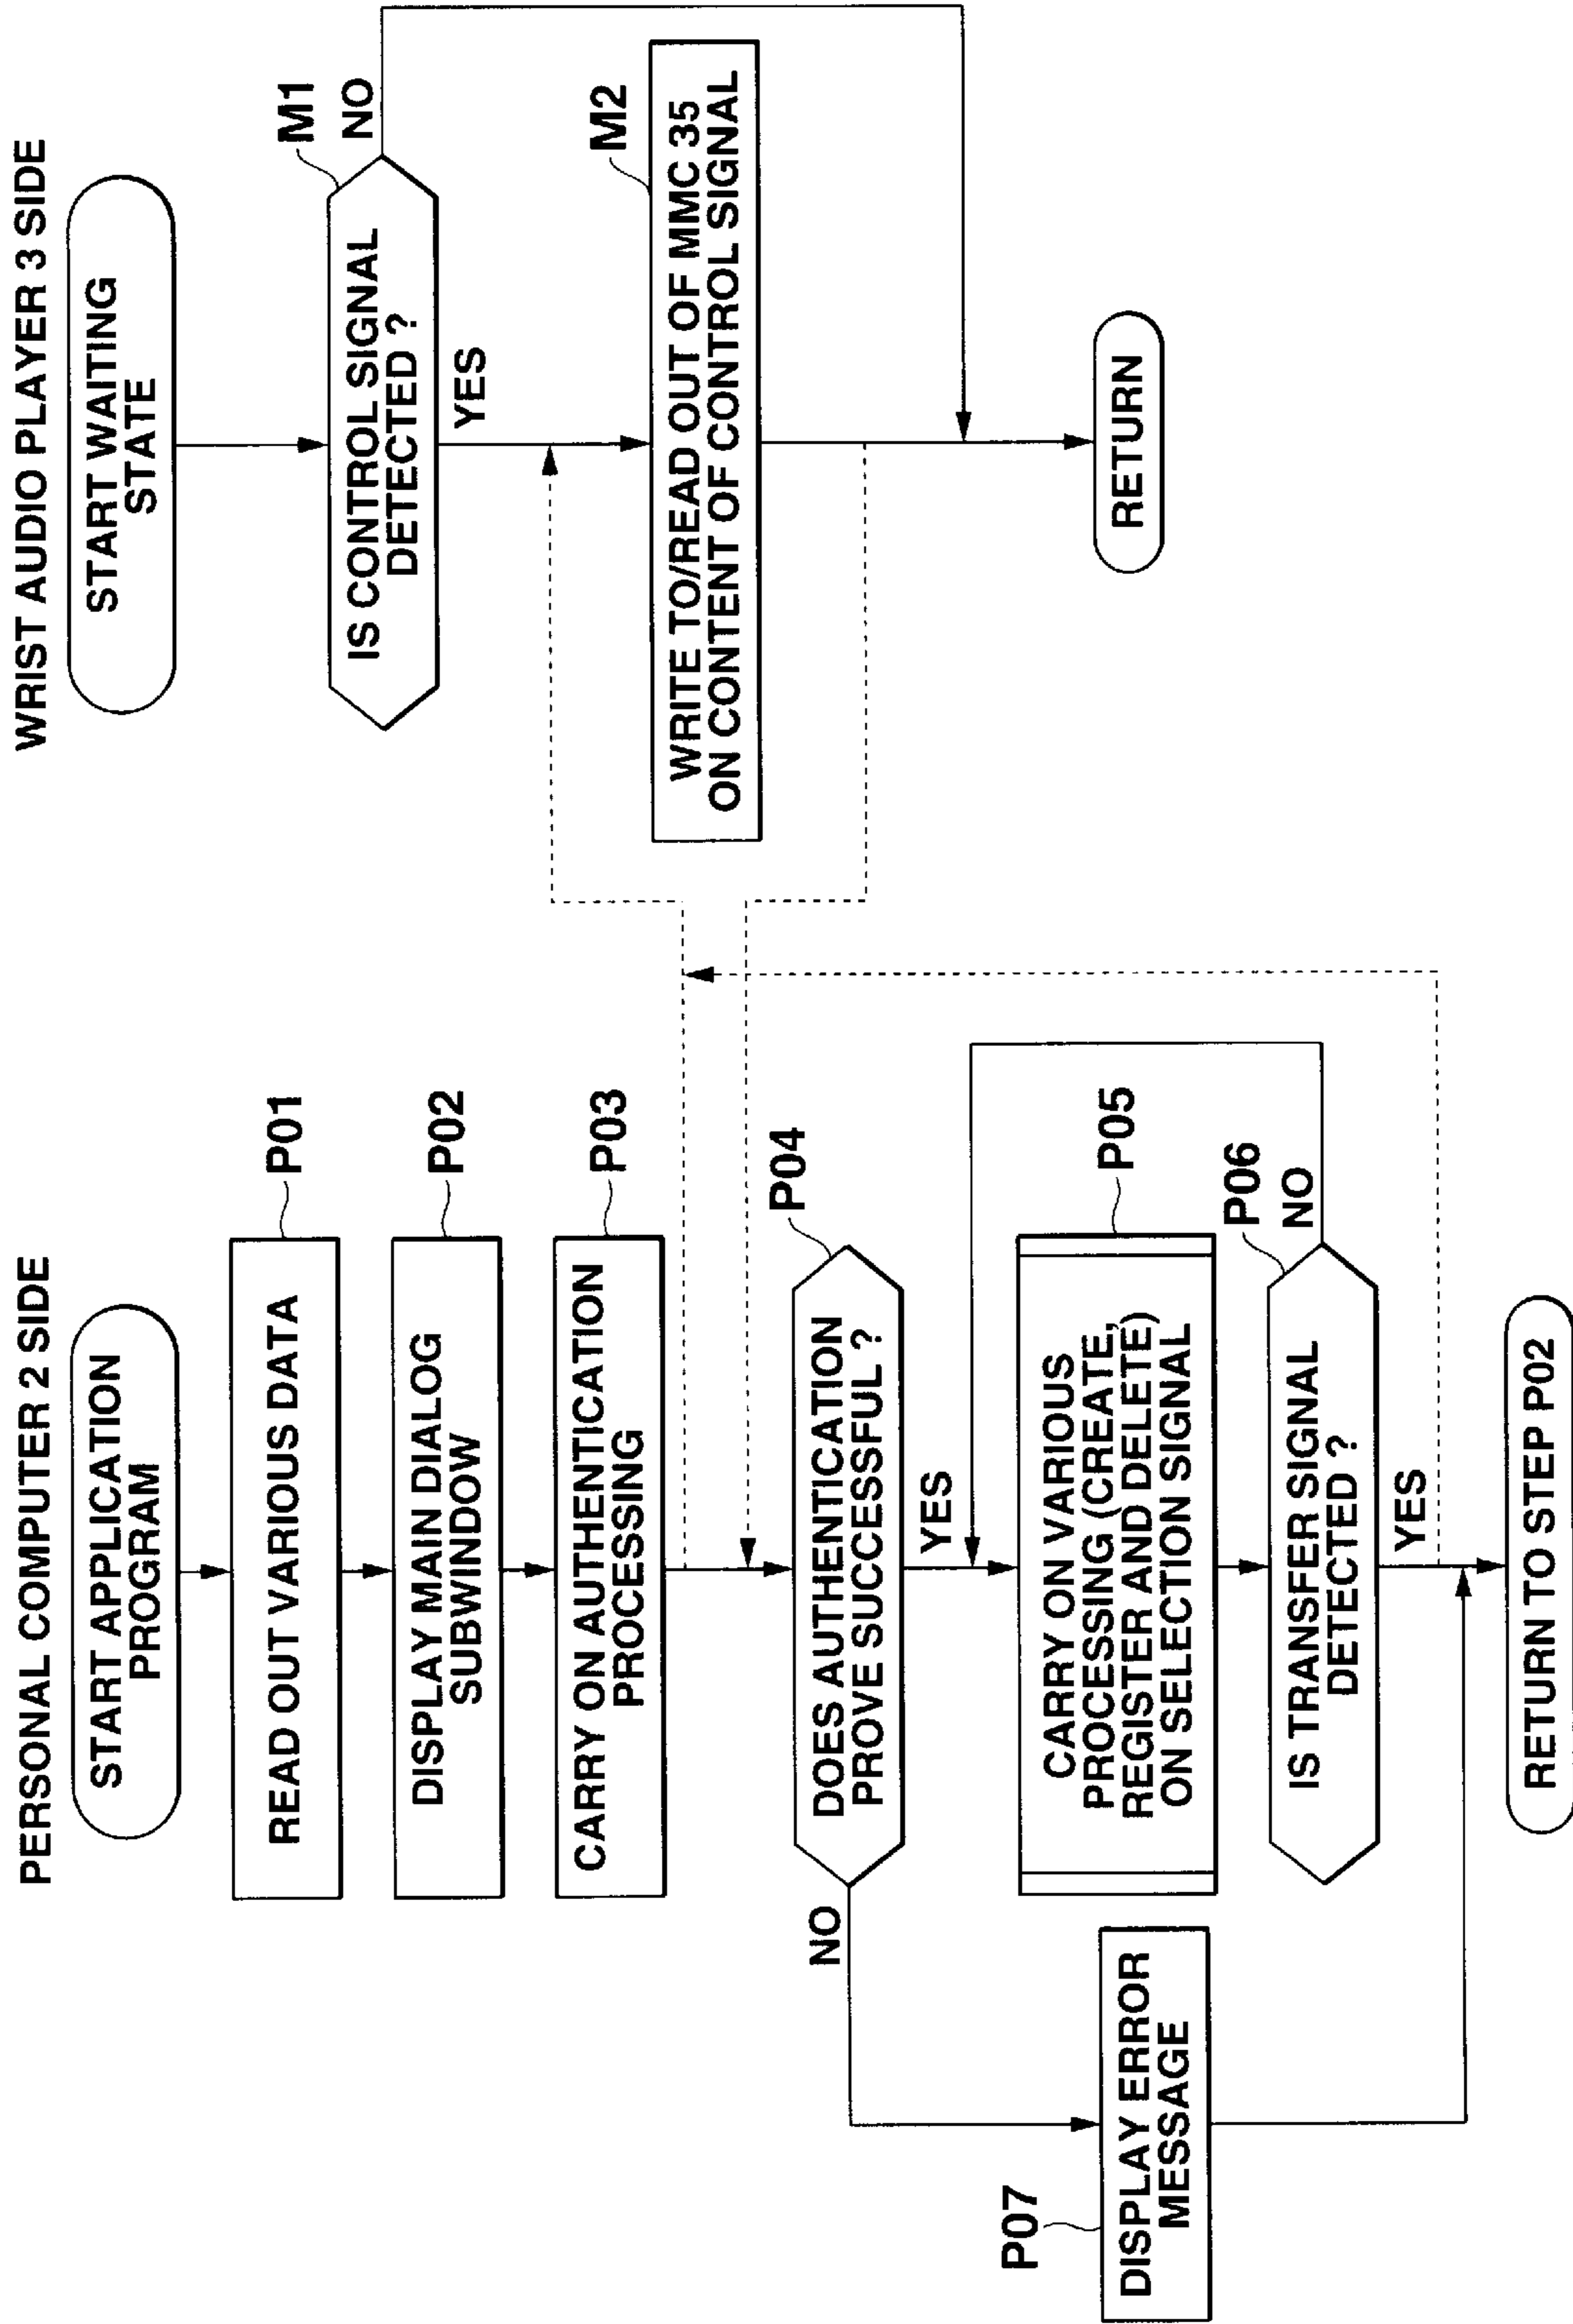 PERSONAL COMPUTER 2 SIDE
START APPLICATION
PROGRAM
READ OUT VARIOUS DATA
P01
DISPLAY MAIN DIALOG
SUBWINDOW
P02
CARRY ON AUTHENTICATION
PROCESSING
P03
DOES AUTHENTICATION
PROVE SUCCESSFUL ?
P04
NO
YES
CARRY ON VARIOUS
PROCESSING (CREATE,
REGISTER AND DELETE)
ON SELECTION SIGNAL
P05
P07
DISPLAY ERROR
MESSAGE
IS TRANSFER SIGNAL
DETECTED ?
P06
NO
YES
RETURN TO STEP P02
WRIST AUDIO PLAYER 3 SIDE
START WAITING
STATE
IS CONTROL SIGNAL
DETECTED ?
M1
NO
YES
WRITE TO/READ OUT OF MMC 35
ON CONTENT OF CONTROL SIGNAL
M2
RETURN